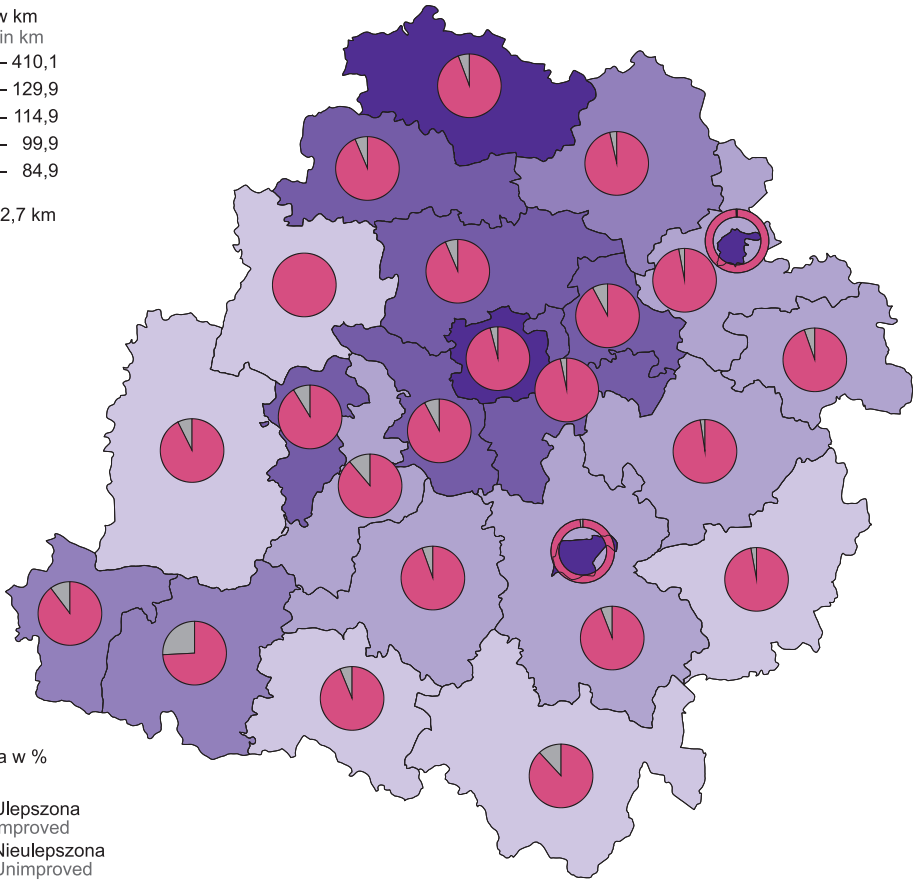 w km
in km
– 410,1
– 129,9
– 114,9
– 99,9
– 84,9
2,7 km
a w %
Ulepszona
mproved
Nieulepszona
Unimproved